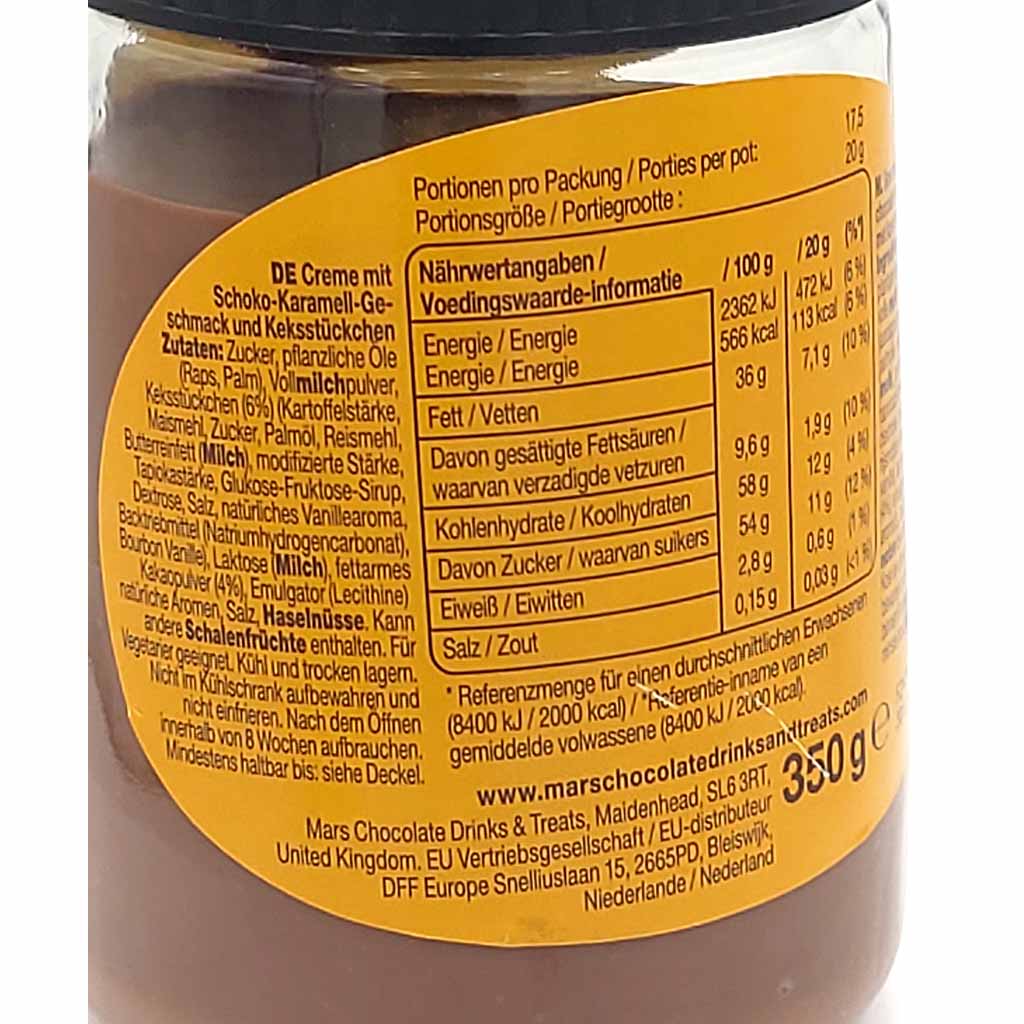 Portionen pro Packung / Porties per pot: 17,5
Portionsgröße / Portiegrootte : 20 g
DE Creme mit
Schoko-Karamell-Ge-
schmack und Keksstückchen
Zutaten: Zucker, pflanzliche Öle
(Raps, Palm), Vollmilchpulver,
Keksstückchen (6%) (Kartoffelstärke,
Maismehl, Zucker, Palmöl, Reismehl,
Butterreinfett (Milch), modifizierte Stärke,
Tapiokastärke, Glukose-Fruktose-Sirup,
Dextrose, Salz, natürliches Vanillearoma,
Backtriebmittel (Natriumhydrogencarbonat),
Bourbon Vanille), Laktose (Milch), fettarmes
Kakaopulver (4%), Emulgator (Lecithine)
natürliche Aromen, Salz, Haselnüsse. Kann
andere Schalenfrüchte enthalten. Für
Vegetarier geeignet. Kühl und trocken lagern.
Nicht im Kühlschrank aufbewahren und
nicht einfrieren. Nach dem Öffnen
innerhalb von 8 Wochen aufbrauchen.
Mindestens haltbar bis: siehe Deckel.
Nährwertangaben /
Voedingswaarde-informatie / 100 g / 20 g (%*)
Energie / Energie 2362 kJ 472 kJ (6 %)
Energie / Energie 566 kcal 113 kcal (6 %)
Fett / Vetten 36 g 7,1 g (10 %)
Davon gesättigte Fettsäuren /
waarvan verzadigde vetzuren 9,6 g 1,9 g (10 %)
Kohlenhydrate / Koolhydraten 58 g 12 g (4 %)
Davon Zucker / waarvan suikers 54 g 11 g (12 %)
Eiweiß / Eiwitten 2,8 g 0,6 g (1 %)
Salz / Zout 0,15 g 0,03 g (<1 %)
* Referenzmenge für einen durchschnittlichen Erwachsenen
(8400 kJ / 2000 kcal) / *Referentie-inname van een
gemiddelde volwassene (8400 kJ / 2000 kcal).
www.marschocolatedrinksandtreats.com
Mars Chocolate Drinks & Treats, Maidenhead, SL6 3RT,
United Kingdom. EU Vertriebsgesellschaft / EU-distributeur
DFF Europe Snelliuslaan 15, 2665PD, Bleiswijk,
Niederlande / Nederland
350 g e